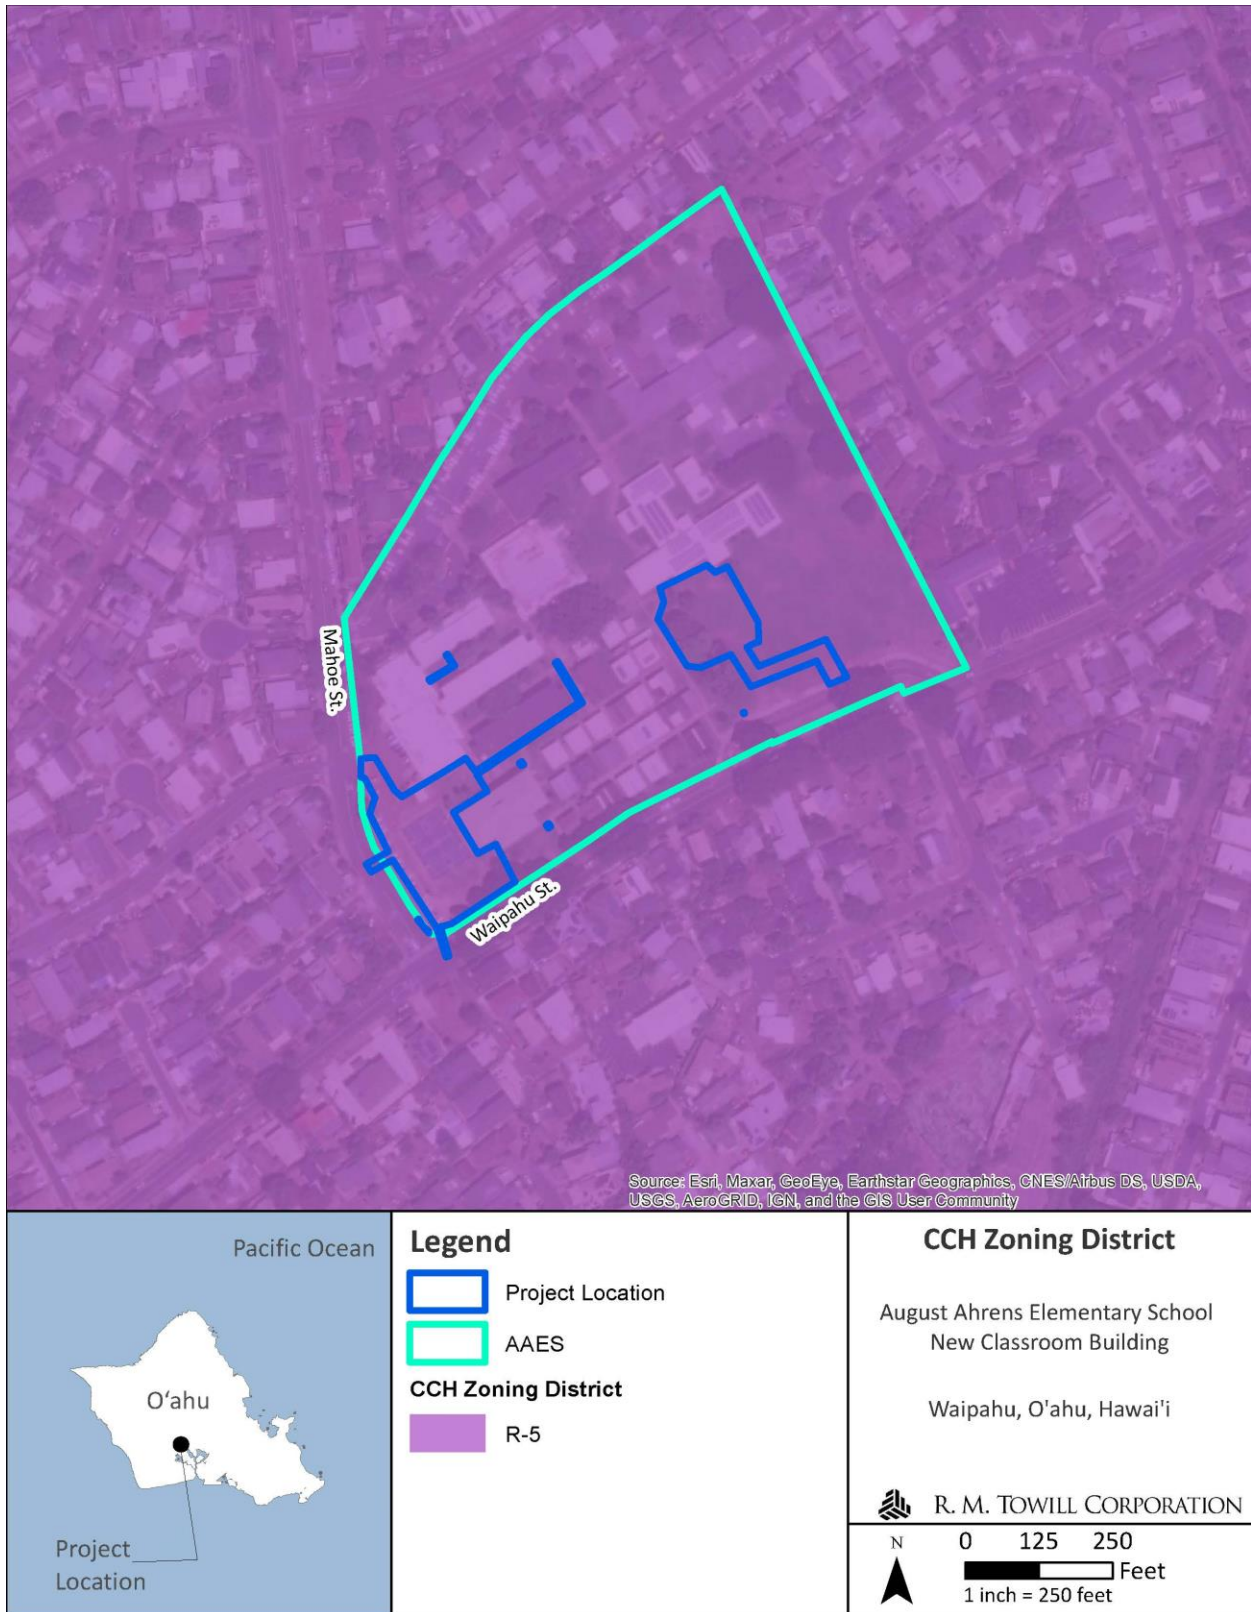 Mahoe St.
Waipahu St.
Source: Esri, Maxar, GeoEye, Earthstar Geographics, CNES/Airbus DS, USDA,
USGS, AeroGRID, IGN, and the GIS User Community
Pacific Ocean
O‘ahu
Project
Location
Legend
Project Location
AAES
CCH Zoning District
R-5
CCH Zoning District
August Ahrens Elementary School
New Classroom Building
Waipahu, O'ahu, Hawai'i
R. M. TOWILL CORPORATION
N
0 125 250
Feet
1 inch = 250 feet